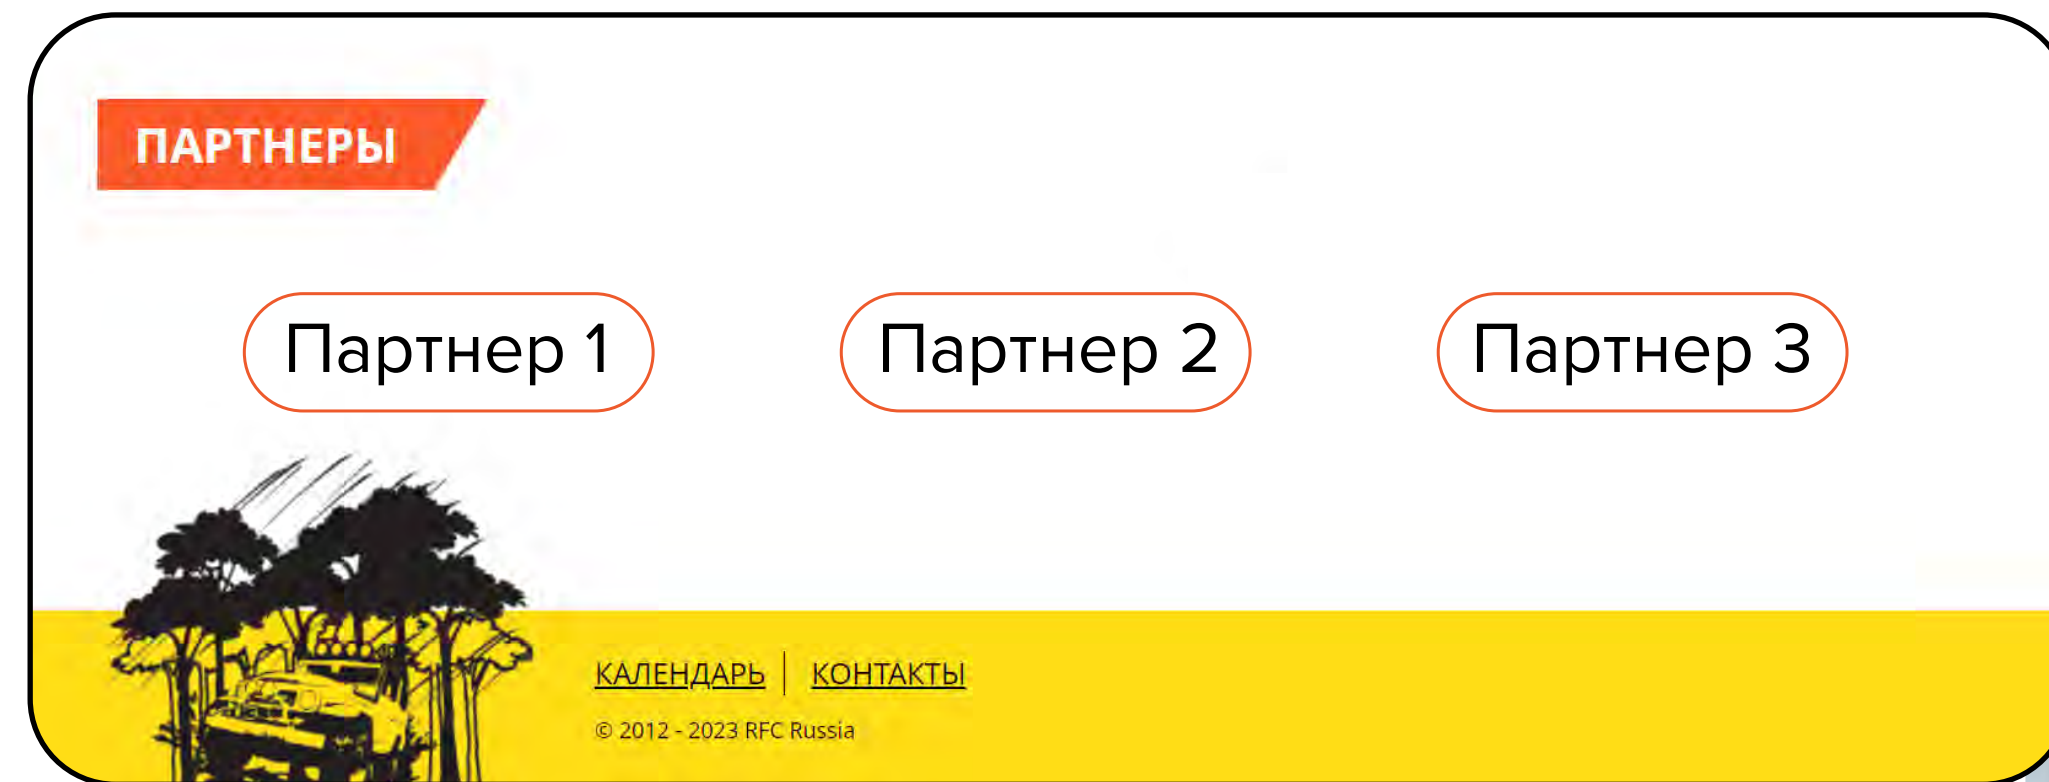 ПАРТНЕРЫ
Партнер 1 Партнер 2 Партнер 3
КАЛЕНДАРЬ КОНТАКТЫ
© 2012 - 2023 RFC Russia